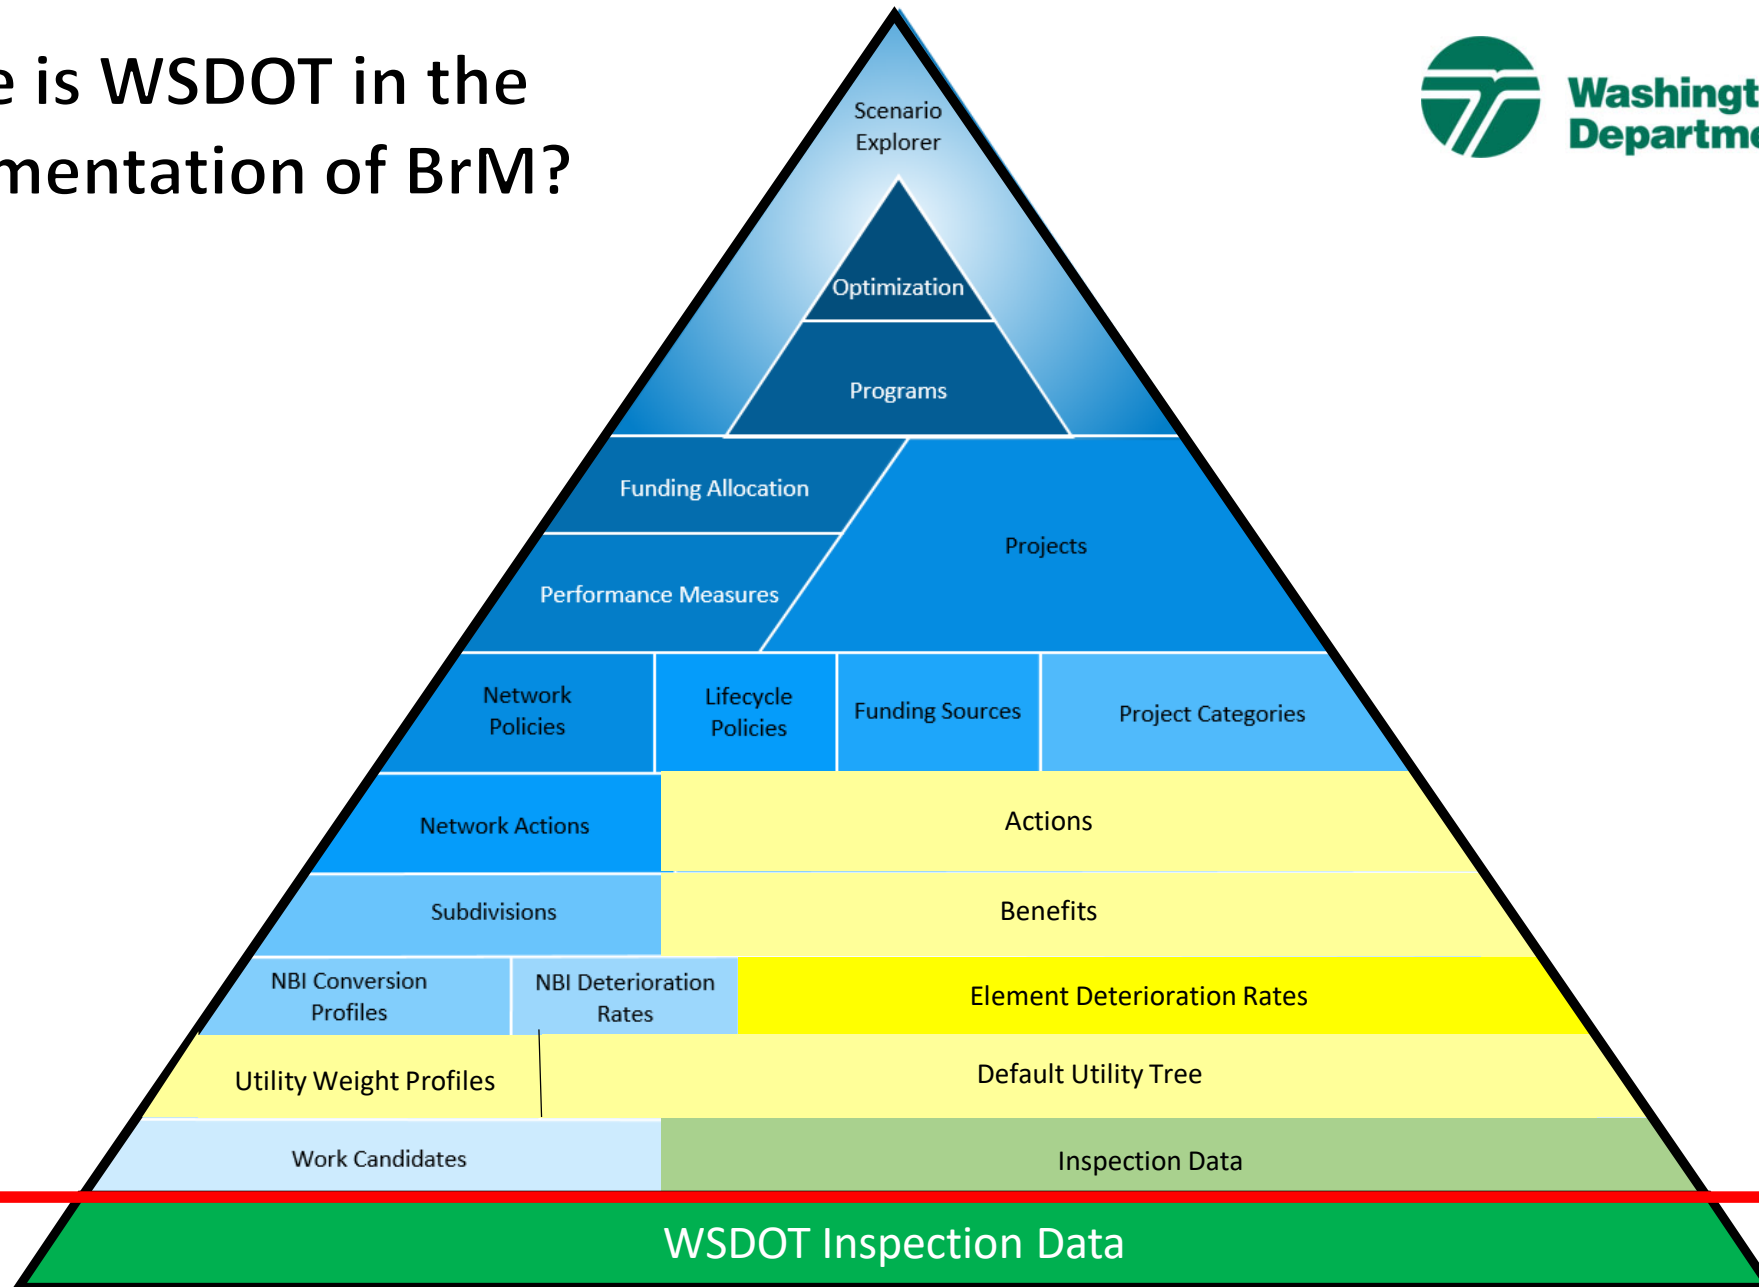 is WSDOT in the
mentation of BrM?
Washingt
Departme
Scenario
Explorer
Optimization
Programs
Funding Allocation
Projects
Performance Measures
Network
Policies
Lifecycle
Policies
Funding Sources
Project Categories
Network Actions
Actions
Subdivisions
Benefits
NBI Conversion
Profiles
NBI Deterioration
Rates
Element Deterioration Rates
Utility Weight Profiles
Default Utility Tree
Work Candidates
Inspection Data
WSDOT Inspection Data